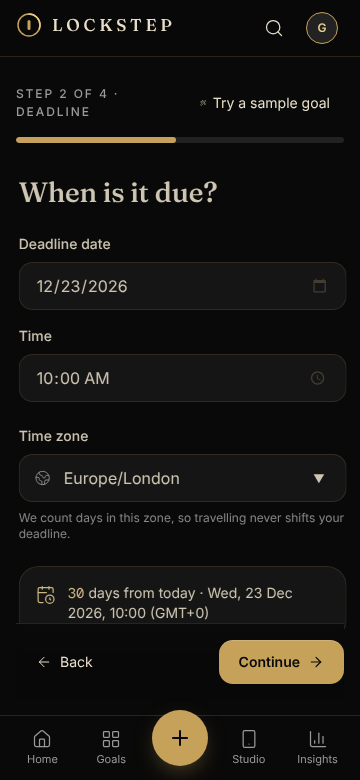 LOCKSTEP
G
STEP 2 OF 4 ·
DEADLINE
Try a sample goal
When is it due?
Deadline date
12/23/2026
Time
10:00 AM
Time zone
Europe/London
We count days in this zone, so travelling never shifts your
deadline.
30 days from today · Wed, 23 Dec
2026, 10:00 (GMT+0)
Back
Continue
Home
Goals
Studio
Insights